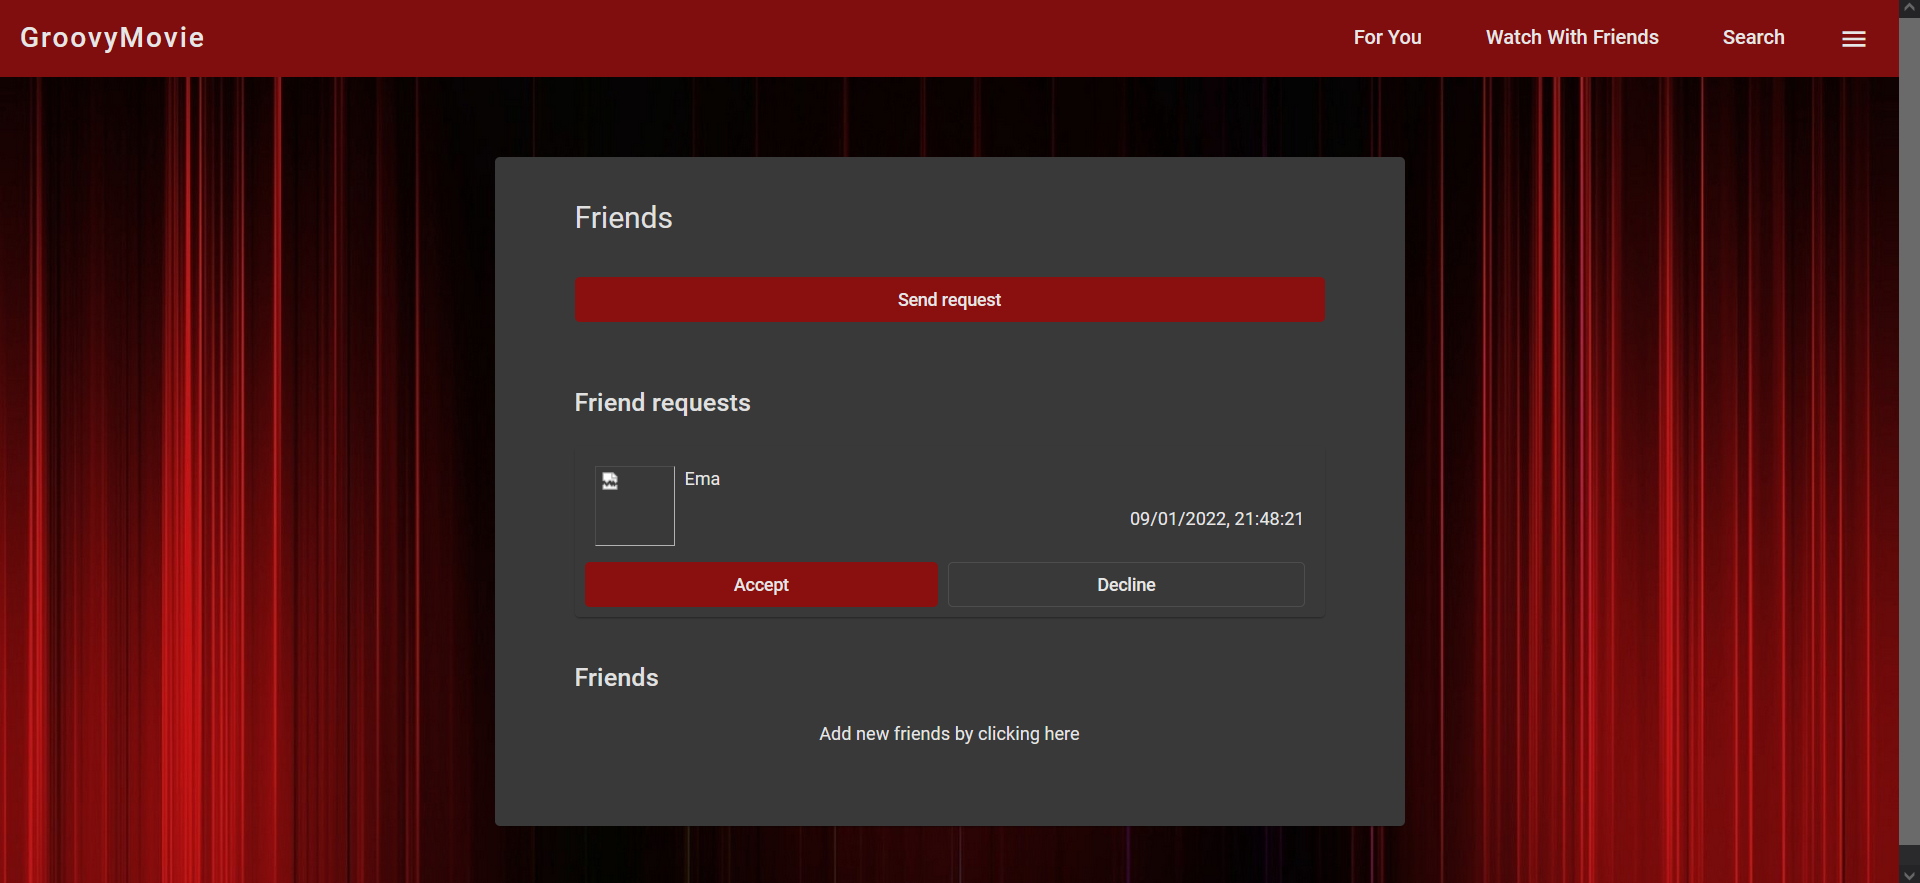 GroovyMovie
For You
Watch With Friends
Search
Friends
Send request
Friend requests
Ema
09/01/2022, 21:48:21
Accept
Decline
Friends
Add new friends by clicking here